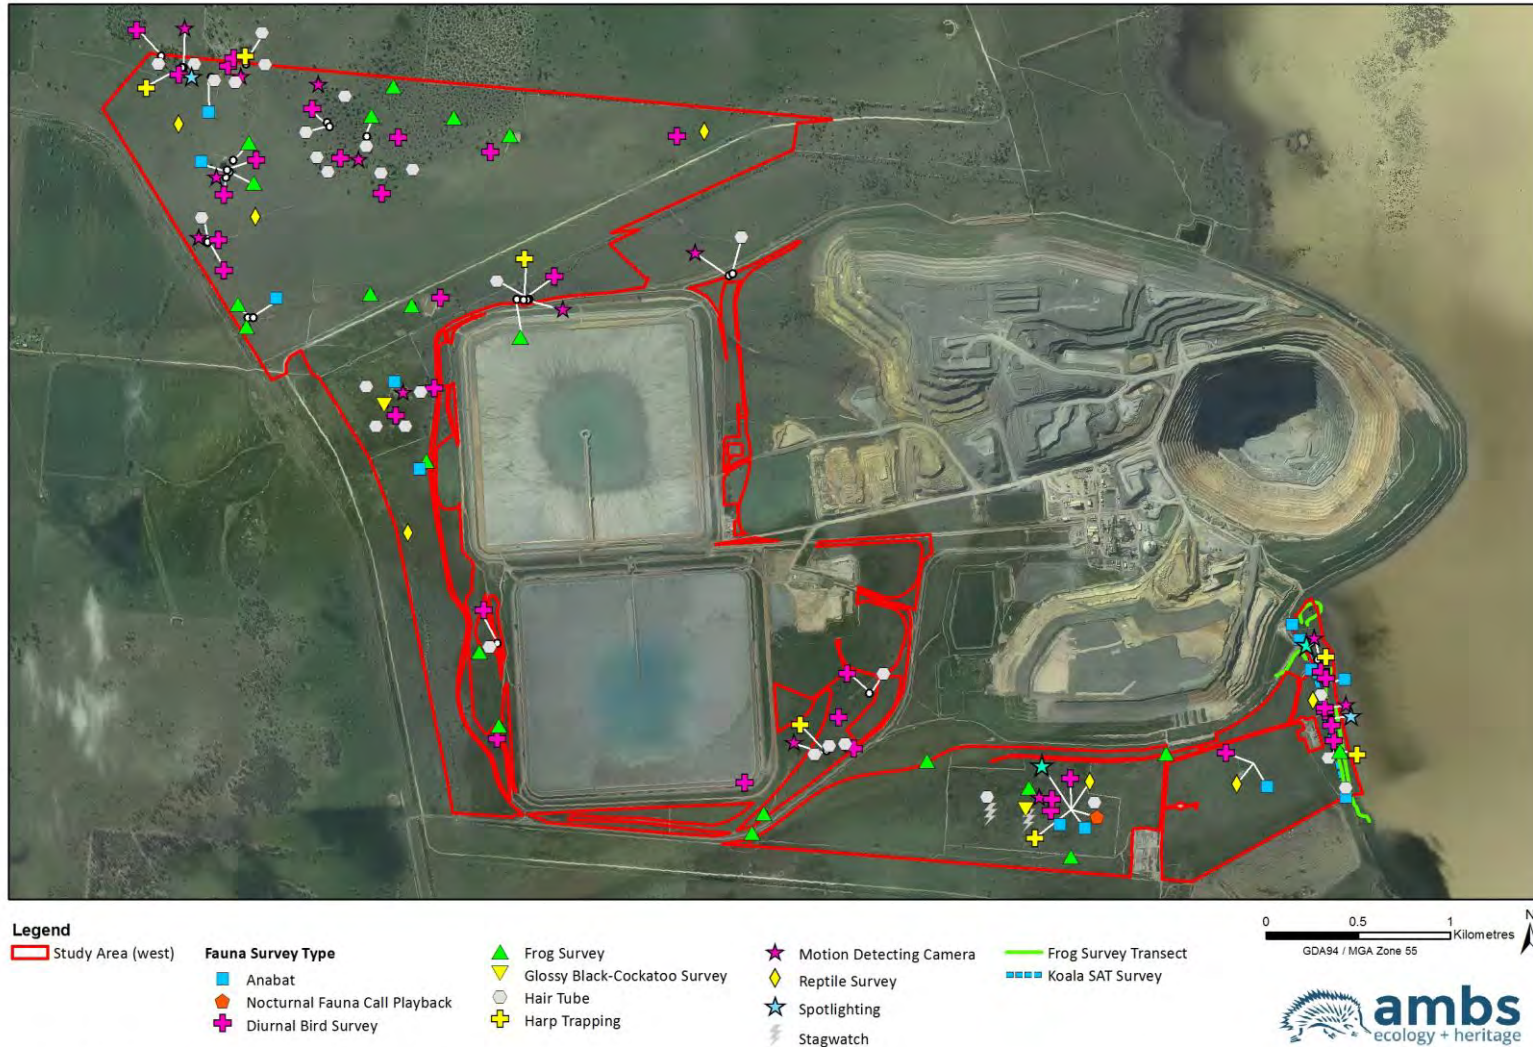 Legend
Study Area (west)
Fauna Survey Type
Anabat
Nocturnal Fauna Call Playback
Diurnal Bird Survey
Frog Survey
Glossy Black-Cockatoo Survey
Hair Tube
Harp Trapping
Motion Detecting Camera
Reptile Survey
Spotlighting
Stagwatch
Frog Survey Transect
Koala SAT Survey
0 0.5 1
Kilometres
GDA94 / MGA Zone 55
N
ambs
ecology + heritage